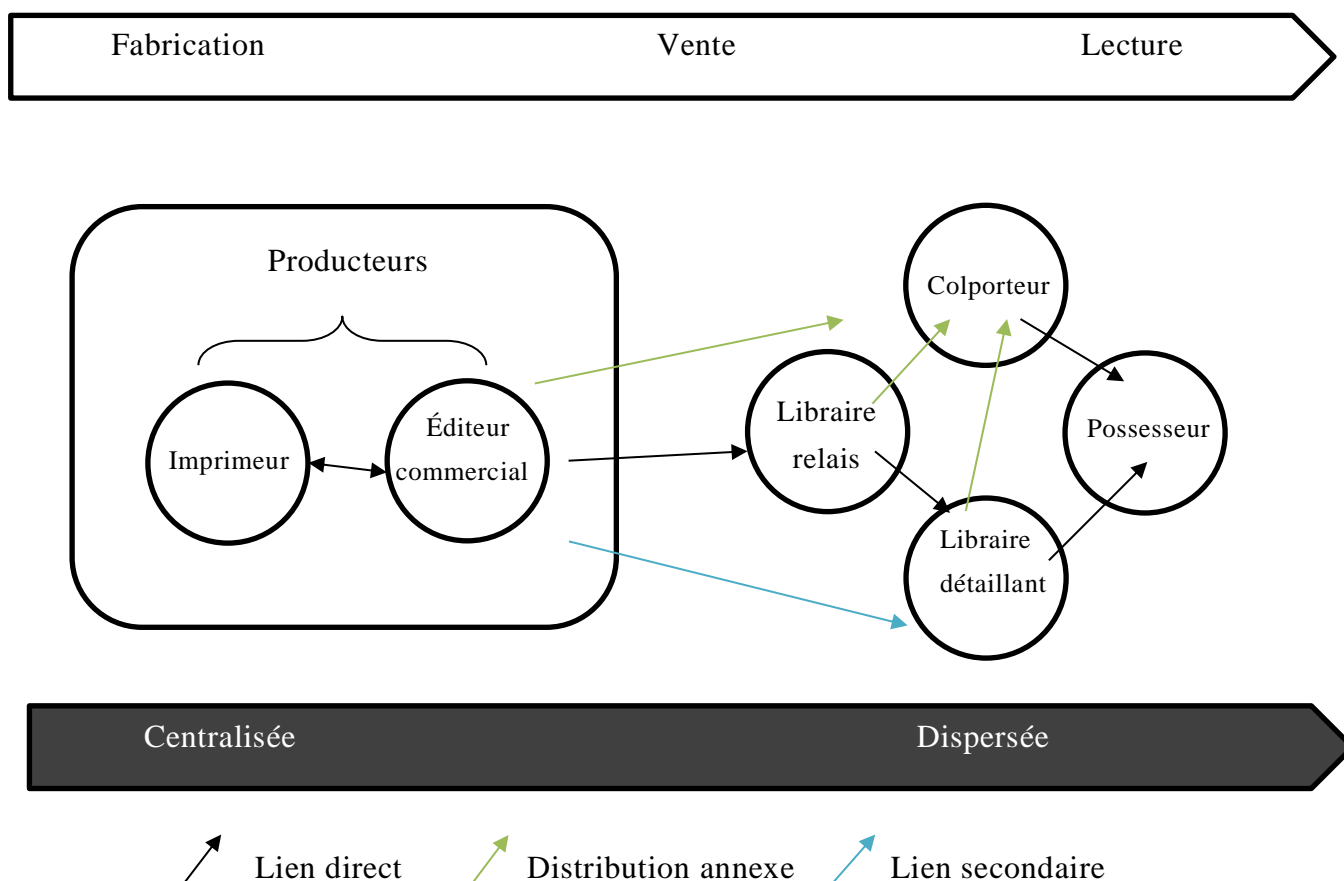 Fabrication Vente Lecture
Producteurs
Colporteur
Imprimeur
Éditeur
commercial
Libraire
relais
Possesseur
Libraire
détaillant
Centralisée Dispersée
Lien direct Distribution annexe Lien secondaire